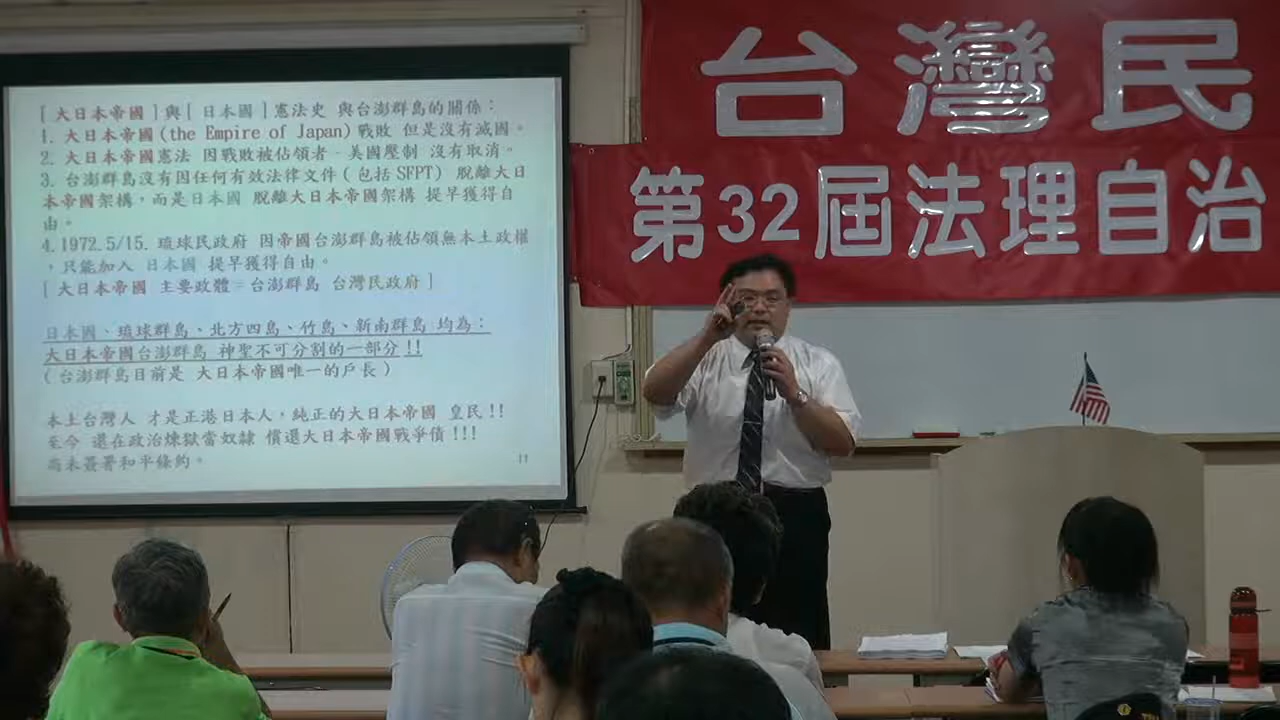 [ 大日本帝國 ] 與 [ 日本國 ] 憲法史 與台澎群島的關係：
1. 大日本帝國 (the Empire of Japan) 戰敗 但是沒有滅國。
2. 大日本帝國憲法 因戰敗被佔領者–美國壓制 沒有取消。
3. 台澎群島沒有因任何有效法律文件 ( 包括 SFPT) 脫離大日
本帝國架構，而是日本國 脫離大日本帝國架構 提早獲得自
由。
4.1972.5/15. 琉球民政府 因帝國台澎群島被佔領無本土政權
，只能加入 日本國 提早獲得自由。
[ 大日本帝國 主要政體 = 台澎群島 台灣民政府 ]
日本國、琉球群島、北方四島、竹島、新南群島 均為：
大日本帝國台澎群島 神聖不可分割的一部分 !!
( 台澎群島目前是 大日本帝國唯一的戶長 )
本土台灣人 才是正港日本人，純正的大日本帝國 皇民 !!
至今 還在政治煉獄當奴隸 償還大日本帝國戰爭債 !!!
尚未簽署和平條約。
11
台灣民
第32屆法理自治